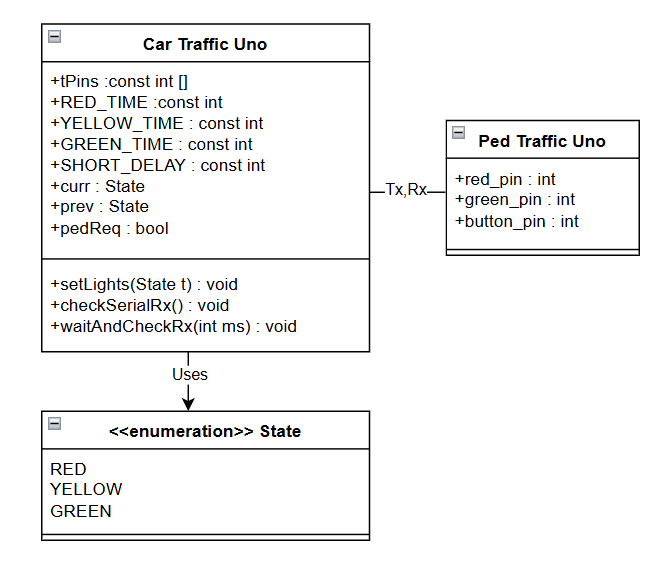 Car Traffic Uno
+tPins :const int []
+RED_TIME :const int
+YELLOW_TIME : const int
+GREEN_TIME : const int
+SHORT_DELAY : const int
+curr : State
+prev : State
+pedReq : bool
+setLights(State t) : void
+checkSerialRx() : void
+waitAndCheckRx(int ms) : void
Tx,Rx
Ped Traffic Uno
+red_pin : int
+green_pin : int
+button_pin : int
Uses
<<enumeration>> State
RED
YELLOW
GREEN